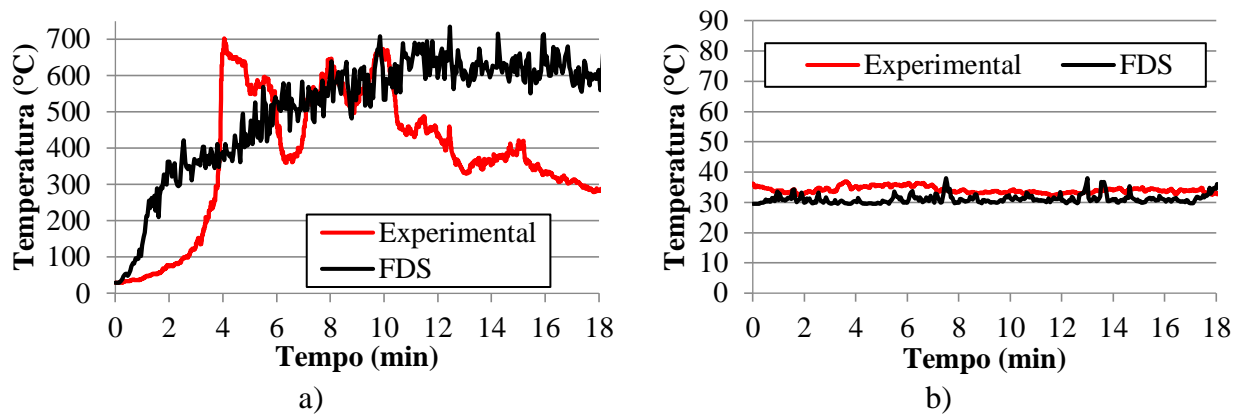 Temperatura (°C)
700
600
500
400
300
200
100
0
Experimental
FDS
0 2 4 6 8 10 12 14 16 18
Tempo (min)
a)
Temperatura (°C)
90
80
70
60
50
40
30
20
10
0
Experimental FDS
0 2 4 6 8 10 12 14 16 18
Tempo (min)
b)